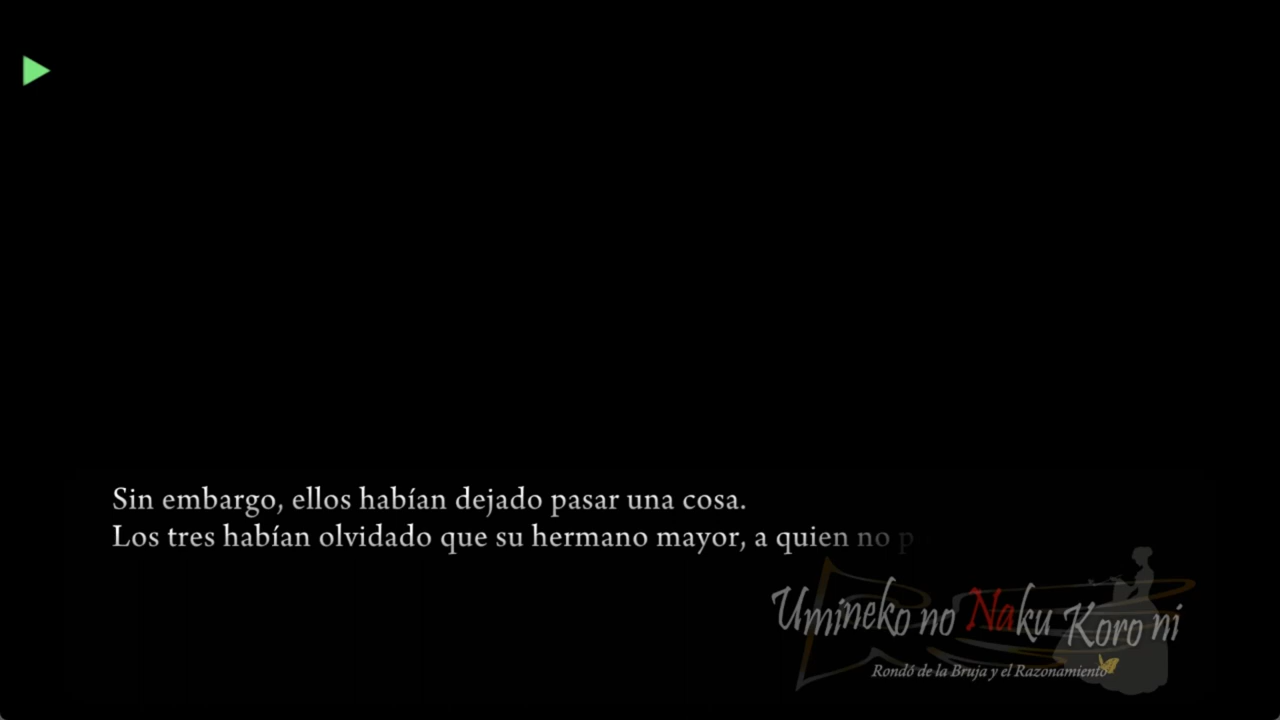 Sin embargo, ellos habían dejado pasar una cosa.
Los tres habían olvidado que su hermano mayor, a quien no
Umineko no Naku Koro ni
Rondó de la Bruja y el Razonamiento